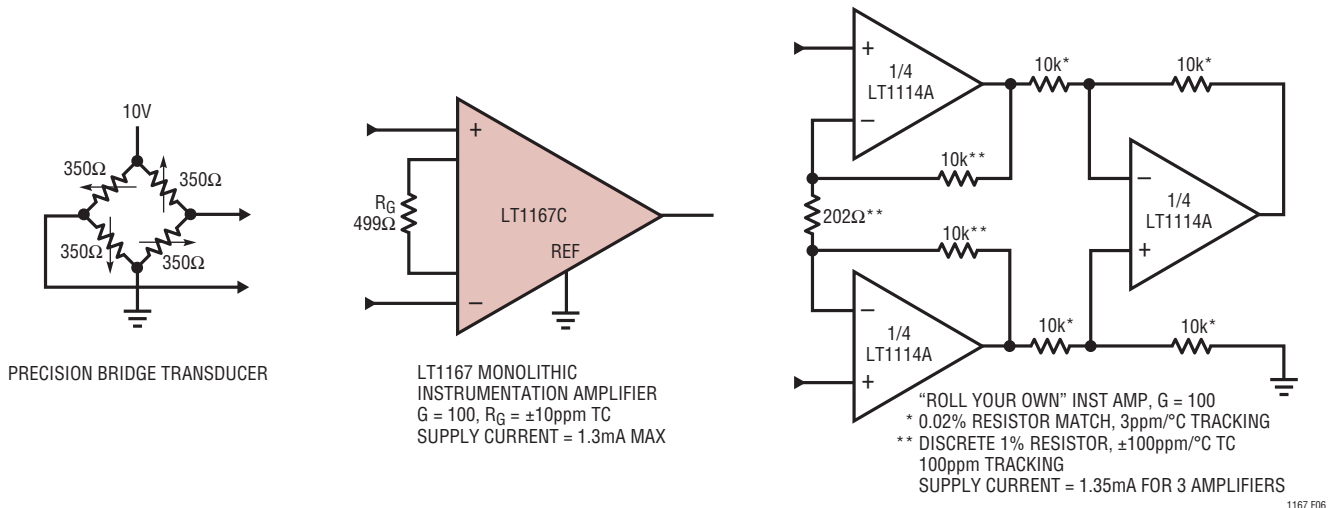 10V
350Ω
350Ω
350Ω
350Ω
PRECISION BRIDGE TRANSDUCER
+
RG
499Ω
LT1167C
REF
−
LT1167 MONOLITHIC
INSTRUMENTATION AMPLIFIER
G = 100, RG = ±10ppm TC
SUPPLY CURRENT = 1.3mA MAX
+
1/4
LT1114A
−
10k*
10k*
10k**
202Ω**
10k**
−
1/4
LT1114A
+
−
1/4
LT1114A
+
10k*
10k*
“ROLL YOUR OWN” INST AMP, G = 100
* 0.02% RESISTOR MATCH, 3ppm/°C TRACKING
** DISCRETE 1% RESISTOR, ±100ppm/°C TC
100ppm TRACKING
SUPPLY CURRENT = 1.35mA FOR 3 AMPLIFIERS
1167 F06